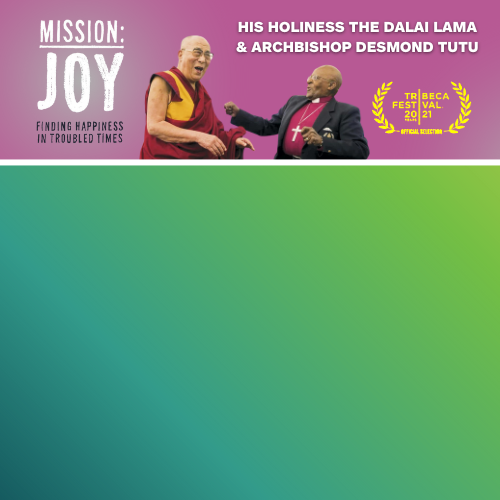 MISSION:
JOY
FINDING HAPPINESS
IN TROUBLED TIMES
HIS HOLINESS THE DALAI LAMA
& ARCHBISHOP DESMOND TUTU
TRIBECA
FESTIVAL.
2021
OFFICIAL SELECTION